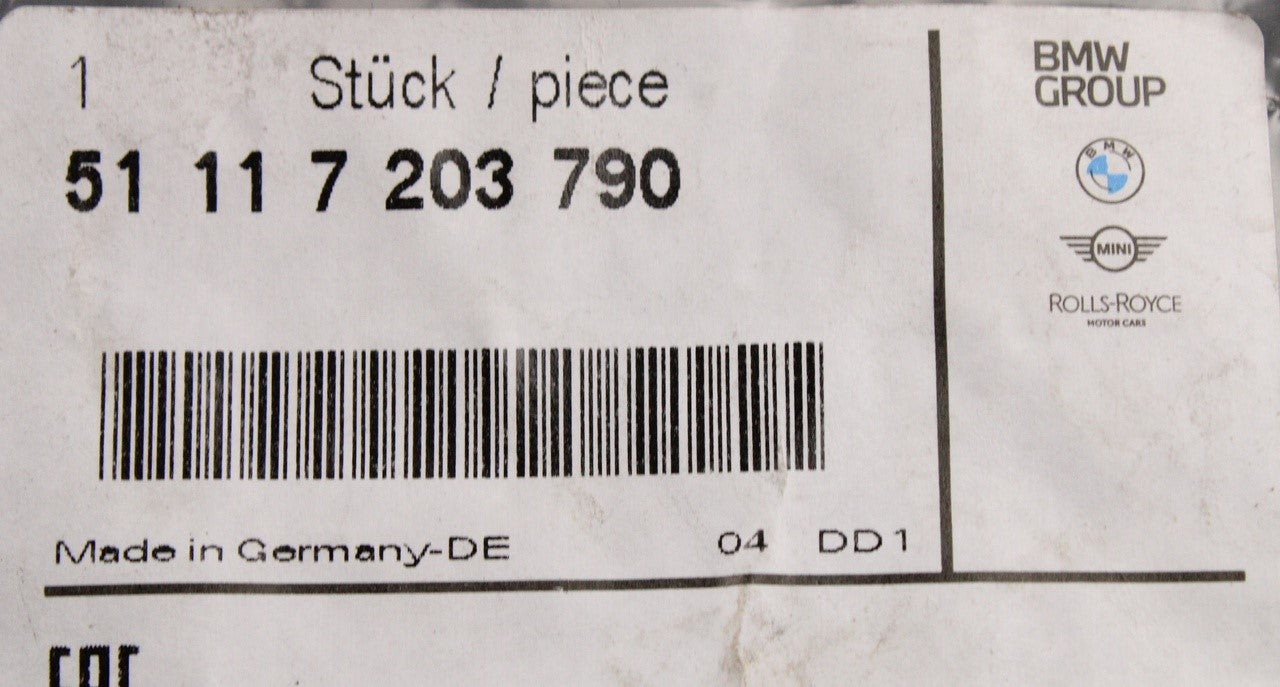 1 Stück / piece
51 11 7 203 790
Made in Germany-DE 04 DD1
BMW
GROUP
BMW
MINI
ROLLS-ROYCE
MOTOR CARS